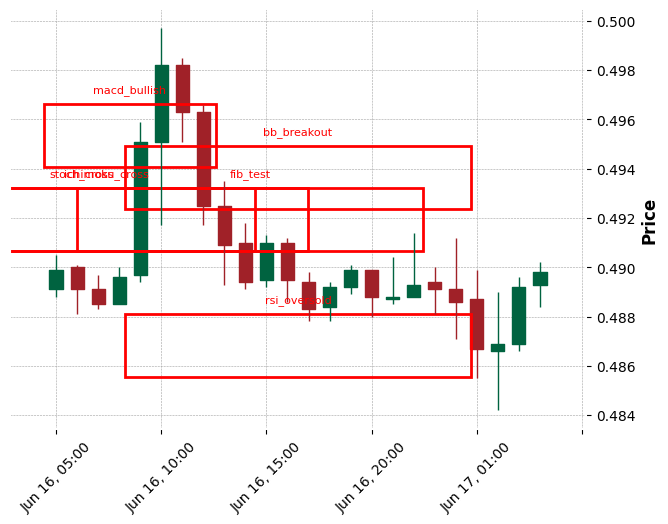 0.500
0.498
macd_bullish
0.496
bb_breakout
0.494
stoch_cross
ichimoku_cross
fib_test
0.492
Price
0.490
rsi_oversold
0.488
0.486
0.484
Jun 16, 05:00
Jun 16, 10:00
Jun 16, 15:00
Jun 16, 20:00
Jun 17, 01:00